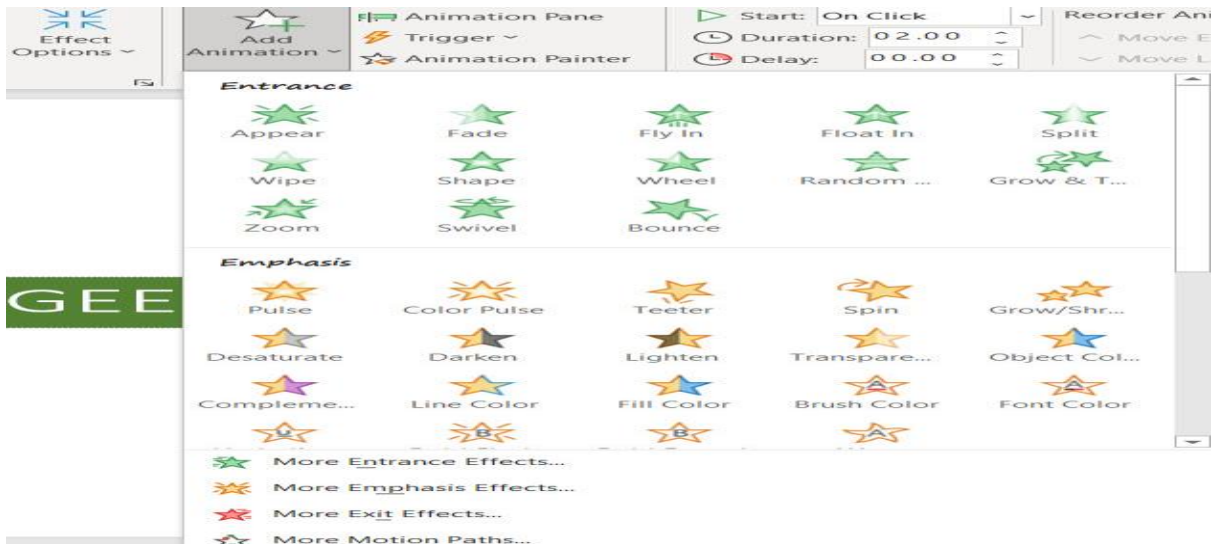 Effect
Options
Add
Animation
Animation Pane
Trigger
Animation Painter
Start: On Click
Duration: 02.00
Delay: 00.00
Reorder Ani
Move E
Move L
Entrance
Appear Fade Fly In Float In Split
Wipe Shape Wheel Random ... Grow & T...
Zoom Swivel Bounce
Emphasis
GEE
Pulse Color Pulse Teeter Spin Grow/Shr...
Desaturate Darken Lighten Transpare... Object Col...
Compleme... Line Color Fill Color Brush Color Font Color
More Entrance Effects...
More Emphasis Effects...
More Exit Effects...
More Motion Paths...